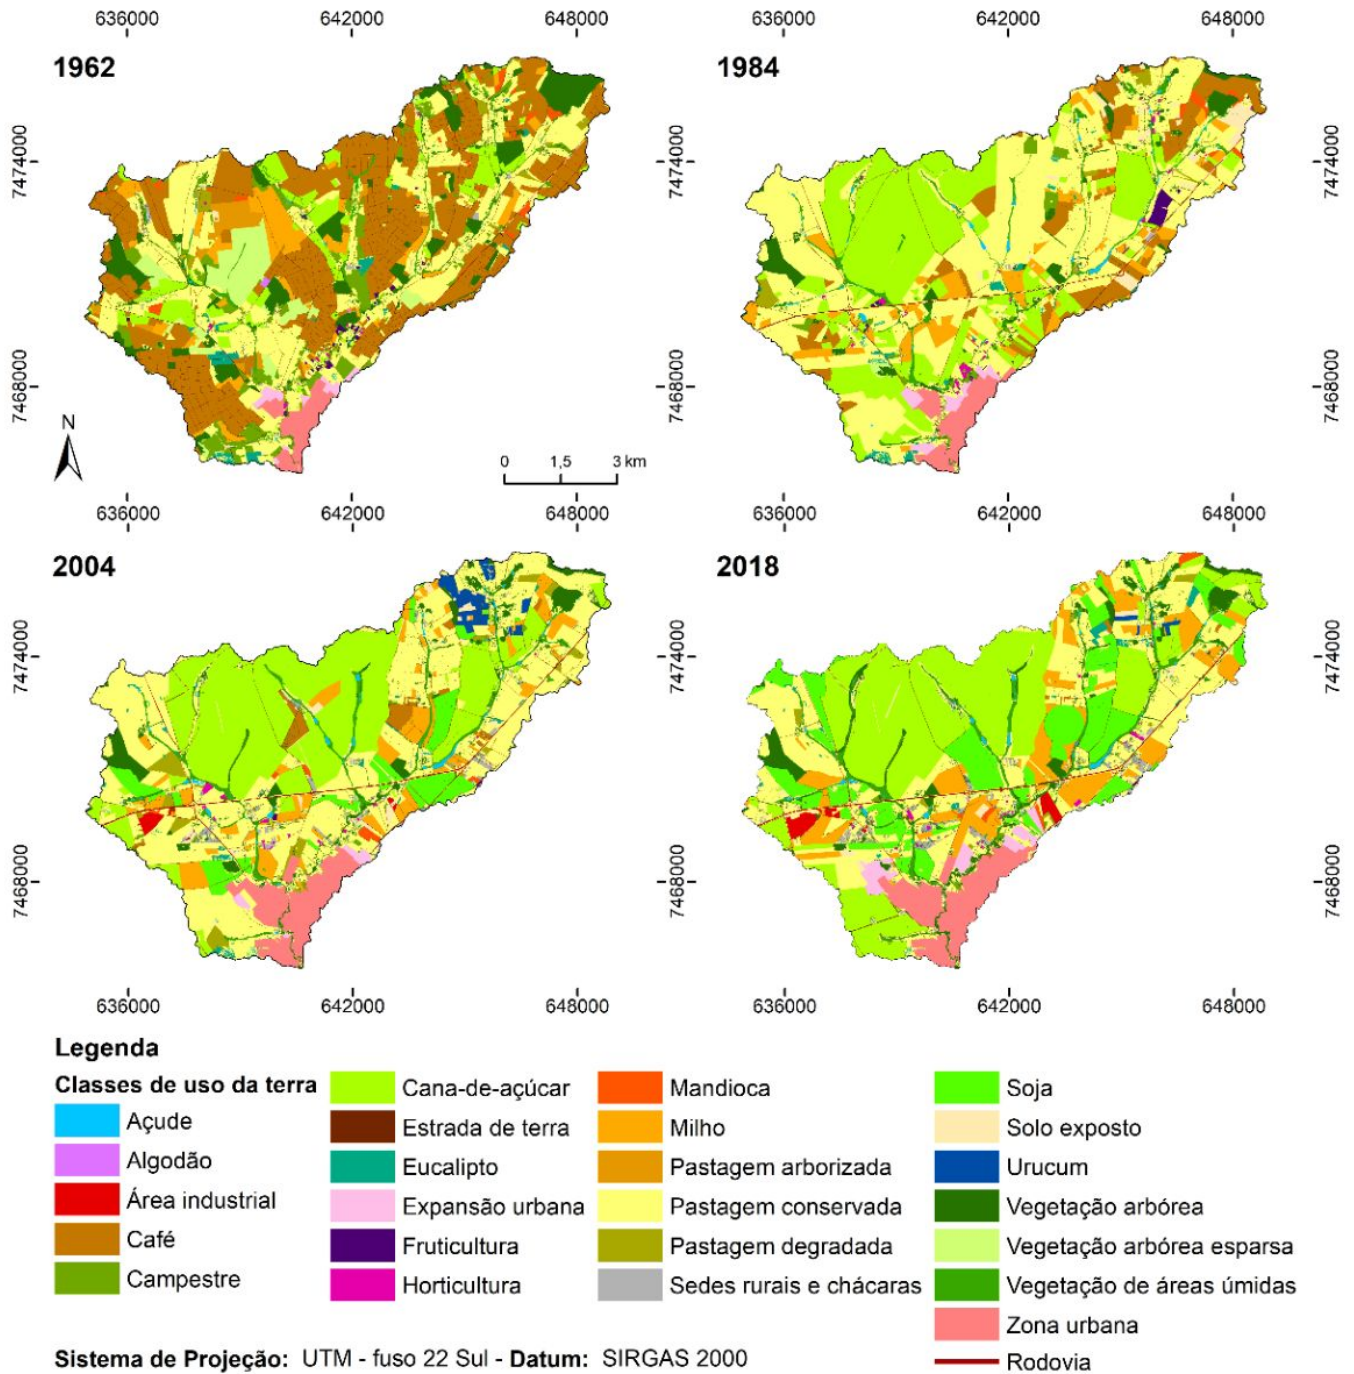 636000 642000 648000 636000 642000 648000
1962 1984
7474000 7474000
7468000 7468000
N
0 1,5 3 km
636000 642000 648000 636000 642000 648000
2004 2018
7474000 7474000 7474000
7468000 7468000 7468000
636000 642000 648000 636000 642000 648000
Legenda
Classes de uso da terra
Açude
Algodão
Área industrial
Café
Campestre
Cana-de-açúcar
Estrada de terra
Eucalipto
Expansão urbana
Fruticultura
Horticultura
Mandioca
Milho
Pastagem arborizada
Pastagem conservada
Pastagem degradada
Sedes rurais e chácaras
Soja
Solo exposto
Urucum
Vegetação arbórea
Vegetação arbórea esparsa
Vegetação de áreas úmidas
Zona urbana
Rodovia
Sistema de Projeção: UTM - fuso 22 Sul - Datum: SIRGAS 2000